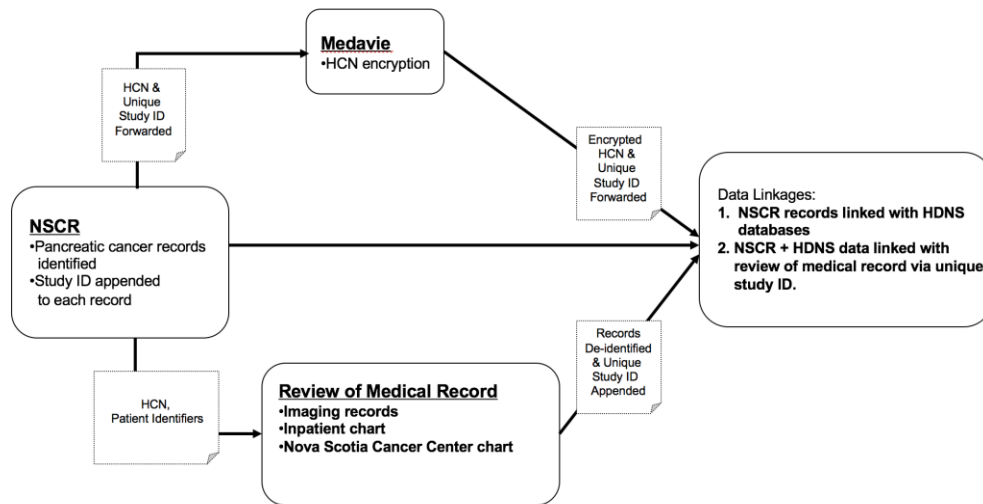 Medavie
•HCN encryption
HCN &
Unique
Study ID
Forwarded
Encrypted
HCN &
Unique
Study ID
Forwarded
NSCR
•Pancreatic cancer records
identified
•Study ID appended
to each record
Data Linkages:
1. NSCR records linked with HDNS
databases
2. NSCR + HDNS data linked with
review of medical record via unique
study ID.
HCN,
Patient Identifiers
Review of Medical Record
•Imaging records
•Inpatient chart
•Nova Scotia Cancer Center chart
Records
De-identified
& Unique
Study ID
Appended